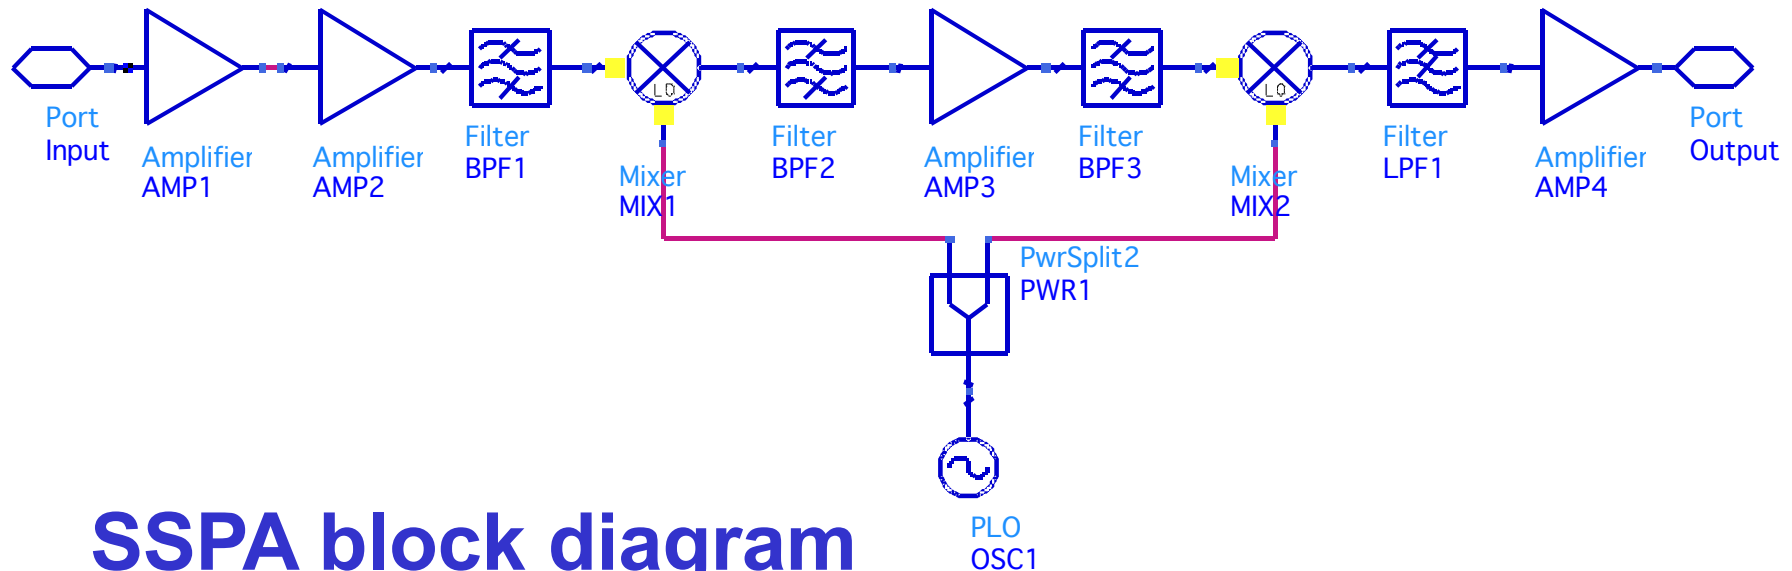 Port
Input
Amplifier
AMP1
Amplifier
AMP2
Filter
BPF1
LO
Mixer
MIX1
Filter
BPF2
Amplifier
AMP3
Filter
BPF3
LO
Mixer
MIX2
Filter
LPF1
Amplifier
AMP4
Port
Output
PwrSplit2
PWR1
PLO
OSC1
SSPA block diagram